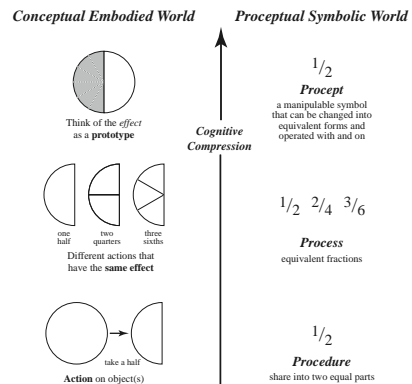 Conceptual Embodied World
Proceptual Symbolic World
Think of the effect
as a prototype
Cognitive
Compression
1/2
Procept
a manipulable symbol
that can be changed into
equivalent forms and
operated with and on
one
half
two
quarters
three
sixths
Different actions that
have the same effect
1/2 2/4 3/6
Process
equivalent fractions
take a half
Action on object(s)
1/2
Procedure
share into two equal parts